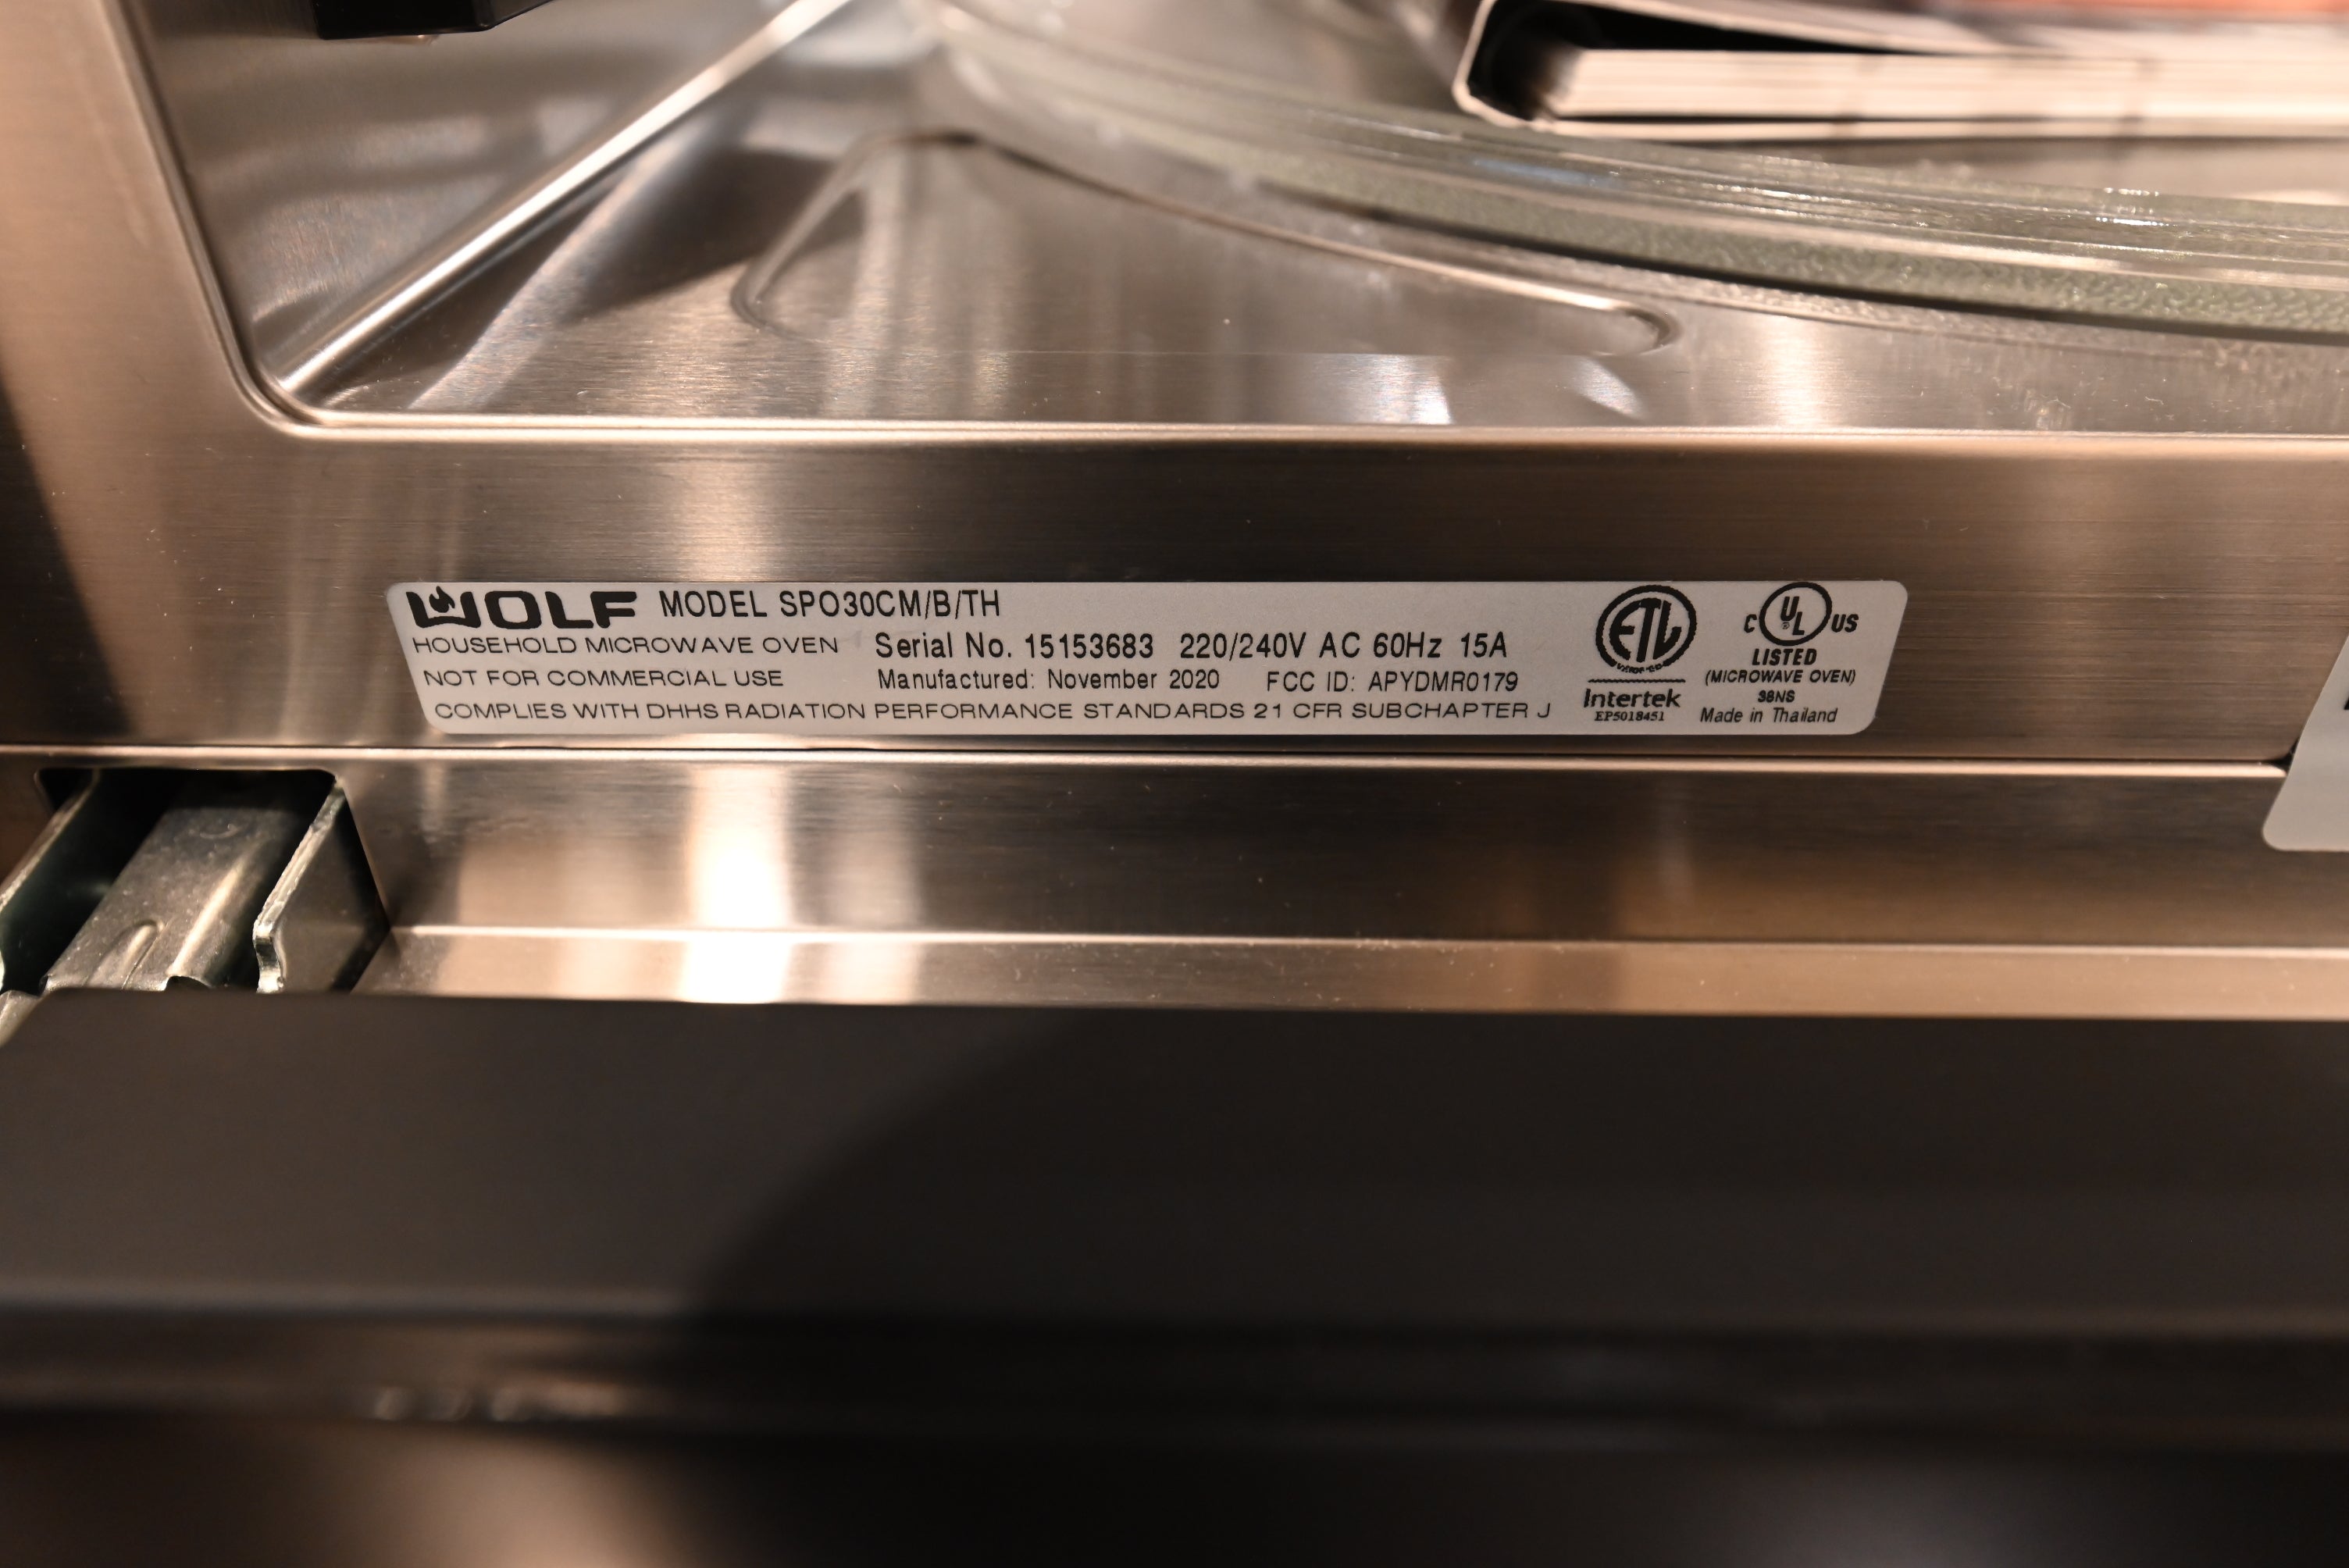 WOLF MODEL SPO30CM/B/TH
HOUSEHOLD MICROWAVE OVEN Serial No. 15153683 220/240V AC 60Hz 15A
NOT FOR COMMERCIAL USE Manufactured: November 2020 FCC ID: APYDMR0179
COMPLIES WITH DHHS RADIATION PERFORMANCE STANDARDS 21 CFR SUBCHAPTER J
ETL
Intertek
EP5018451
C UL US
LISTED
(MICROWAVE OVEN)
38NS
Made in Thailand